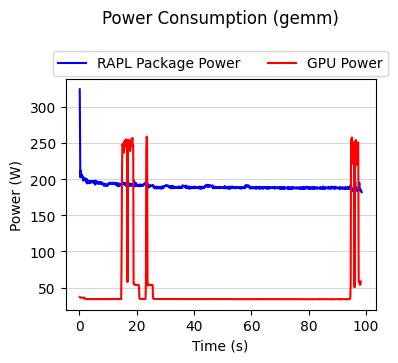 Power Consumption (gemm)
RAPL Package Power GPU Power
300
250
200
150
100
50
Power (W)
0 20 40 60 80 100
Time (s)